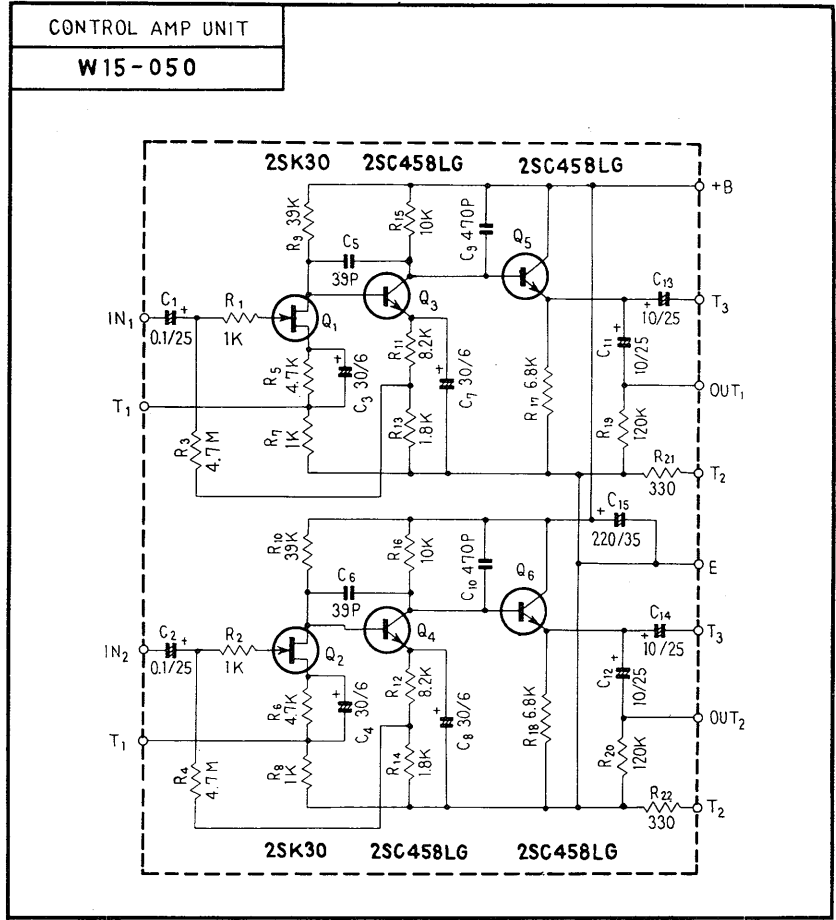 CONTROL AMP UNIT
W15-050
2SK30 2SC458LG 2SC458LG
+B
R9 39K
R15 10K
C9 470P
Q5
C5 39P
C13 10/25
T3
IN1
C1 + 0.1/25
R1 1K
Q1
Q3
R11 8.2K
C11 + 10/25
R5 4.7K
C3 + 30/6
C7 + 30/6
R17 6.8K
OUT1
T1
R3 4.7M
R7 1K
R13 1.8K
R19 120K
R21 330
T2
C15 + 220/35
R10 39K
R16 10K
C10 470P
Q6
E
C6 39P
C14 + 10/25
T3
IN2
C2 + 0.1/25
R2 1K
Q2
Q4
R12 8.2K
C12 + 10/25
R6 4.7K
C4 + 30/6
C8 + 30/6
R18 6.8K
OUT2
T1
R4 4.7M
R8 1K
R14 1.8K
R20 120K
R22 330
T2
2SK30 2SC458LG 2SC458LG